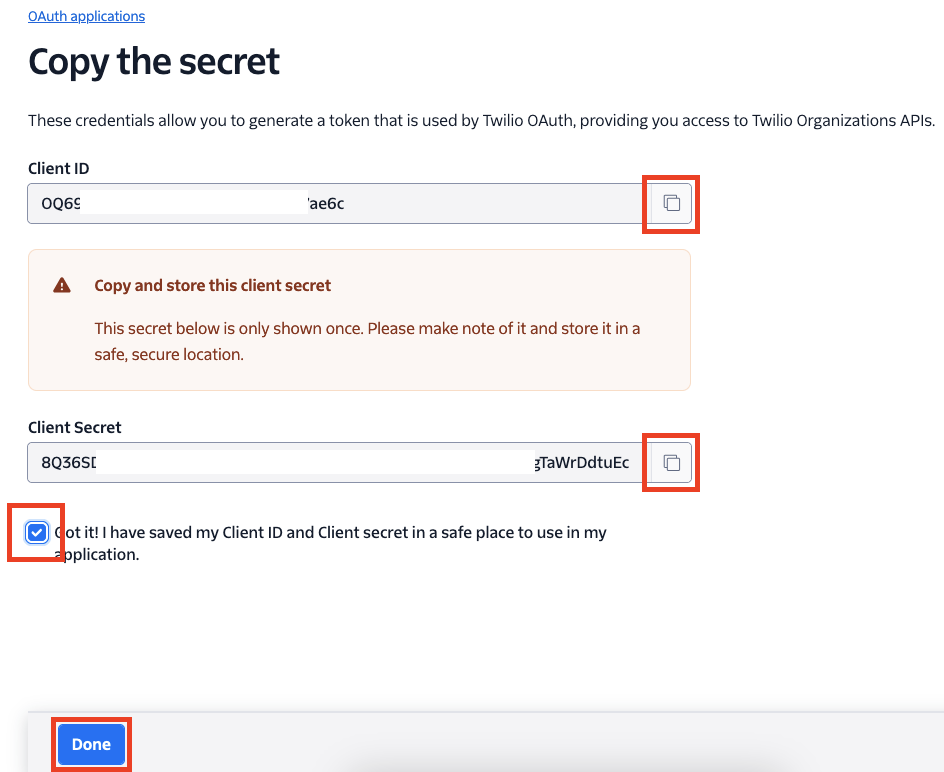 OAuth applications
Copy the secret
These credentials allow you to generate a token that is used by Twilio OAuth, providing you access to Twilio Organizations APIs.
Client ID
OQ69 ae6c
Copy and store this client secret
This secret below is only shown once. Please make note of it and store it in a
safe, secure location.
Client Secret
8Q36SD gTaWrDdtuEc
Got it! I have saved my Client ID and Client secret in a safe place to use in my
application.
Done